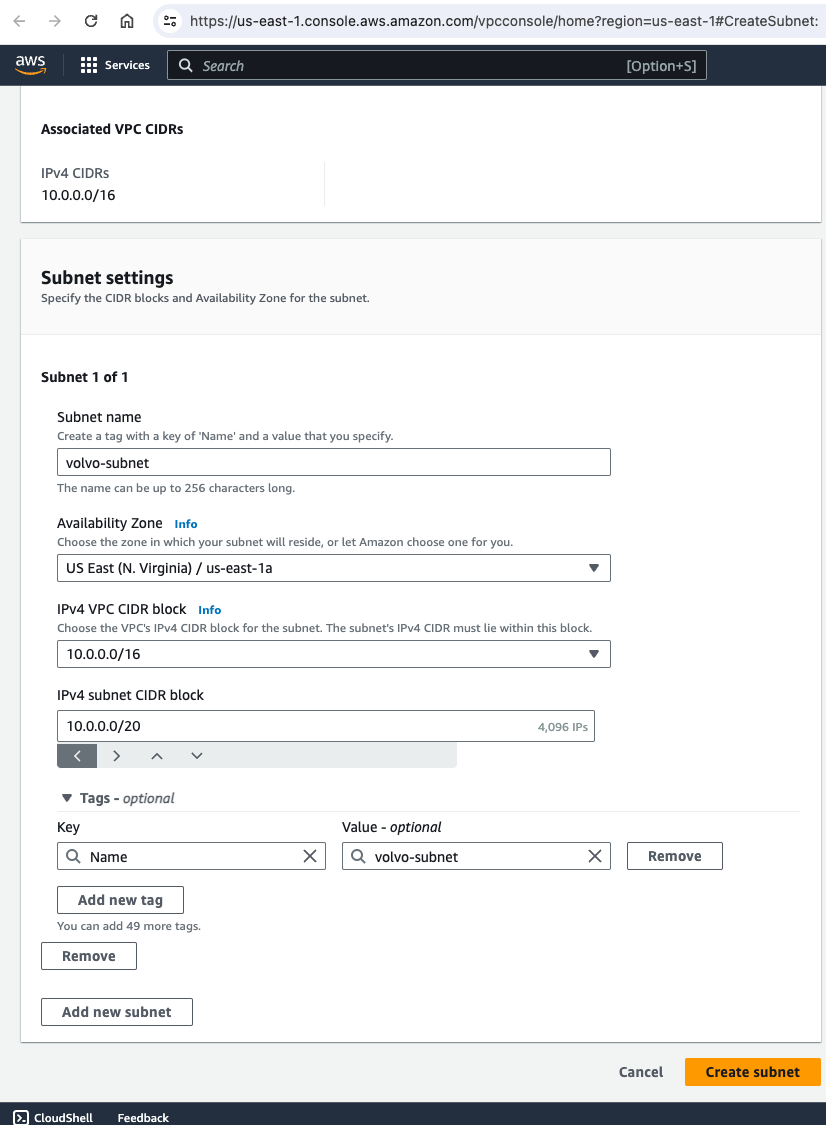 https://us-east-1.console.aws.amazon.com/vpcconsole/home?region=us-east-1#CreateSubnet:
aws Services Search [Option+S]
Associated VPC CIDRs
IPv4 CIDRs
10.0.0.0/16
Subnet settings
Specify the CIDR blocks and Availability Zone for the subnet.
Subnet 1 of 1
Subnet name
Create a tag with a key of 'Name' and a value that you specify.
volvo-subnet
The name can be up to 256 characters long.
Availability Zone Info
Choose the zone in which your subnet will reside, or let Amazon choose one for you.
US East (N. Virginia) / us-east-1a
IPv4 VPC CIDR block Info
Choose the VPC's IPv4 CIDR block for the subnet. The subnet's IPv4 CIDR must lie within this block.
10.0.0.0/16
IPv4 subnet CIDR block
10.0.0.0/20 4,096 IPs
Tags - optional
Key Value - optional
Name volvo-subnet Remove
Add new tag
You can add 49 more tags.
Remove
Add new subnet
Cancel Create subnet
CloudShell Feedback